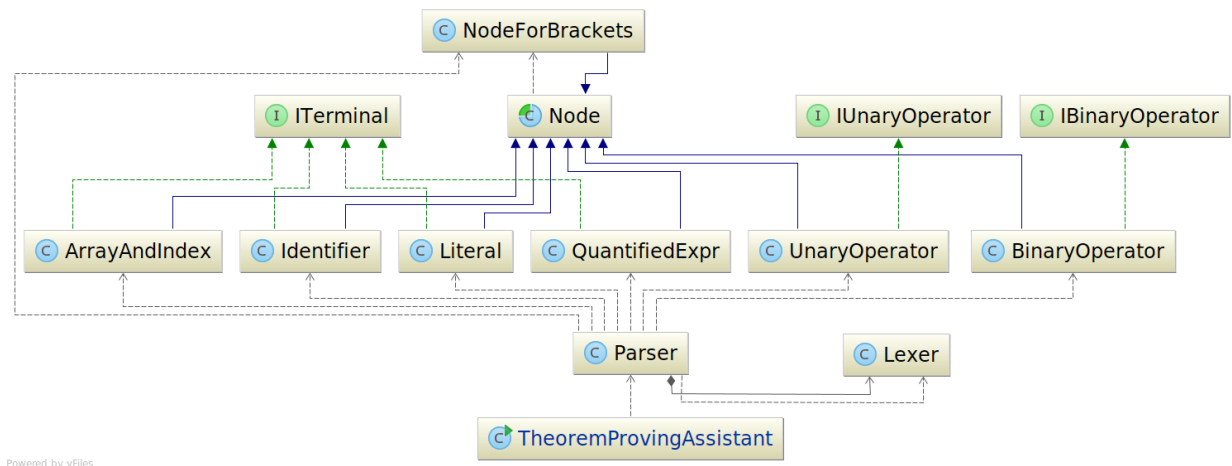 C NodeForBrackets
I ITerminal
C Node
I IUnaryOperator
I IBinaryOperator
C ArrayAndIndex
C Identifier
C Literal
C QuantifiedExpr
C UnaryOperator
C BinaryOperator
C Parser
C Lexer
C TheoremProvingAssistant
Powered by yFiles